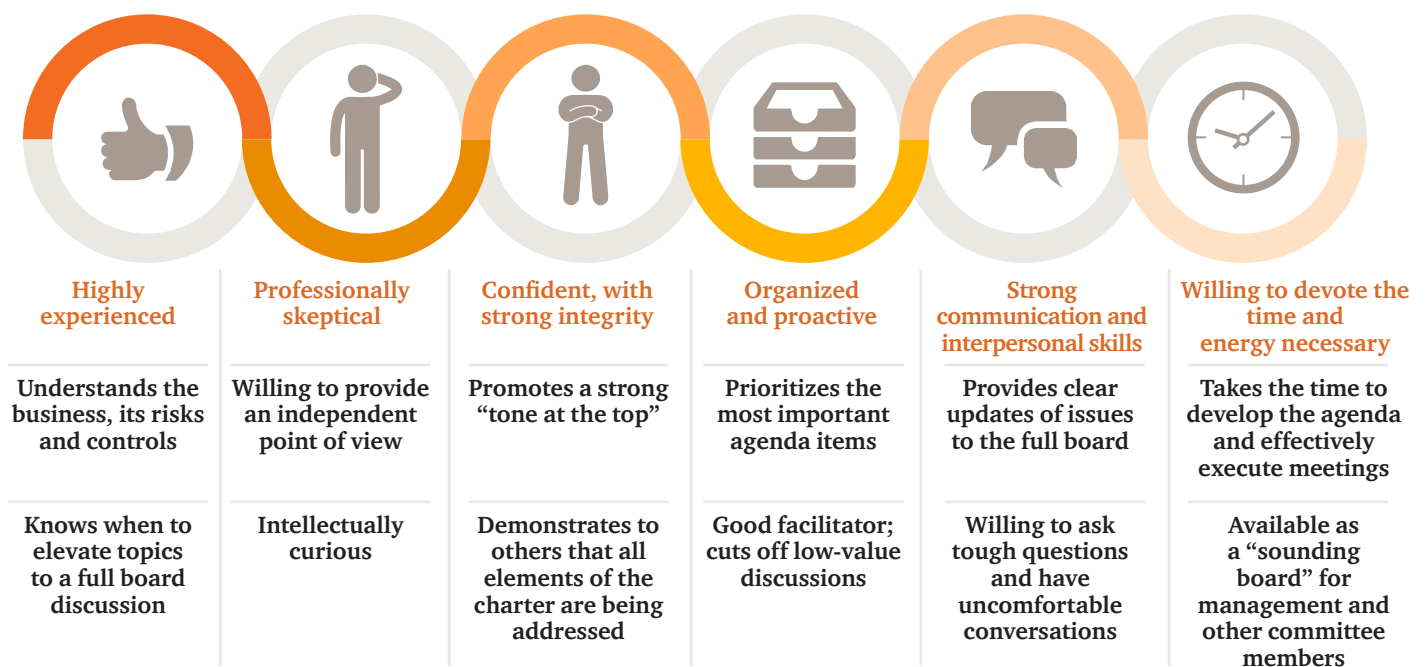 Highly
experienced
Professionally
skeptical
Confident, with
strong integrity
Organized
and proactive
Strong
communication and
interpersonal skills
Willing to devote the
time and
energy necessary
Understands the
business, its risks
and controls
Willing to provide
an independent
point of view
Promotes a strong
“tone at the top”
Prioritizes the
most important
agenda items
Provides clear
updates of issues
to the full board
Takes the time to
develop the agenda
and effectively
execute meetings
Knows when to
elevate topics
to a full board
discussion
Intellectually
curious
Demonstrates to
others that all
elements of the
charter are being
addressed
Good facilitator;
cuts off low-value
discussions
Willing to ask
tough questions
and have
uncomfortable
conversations
Available as
a “sounding
board” for
management and
other committee
members